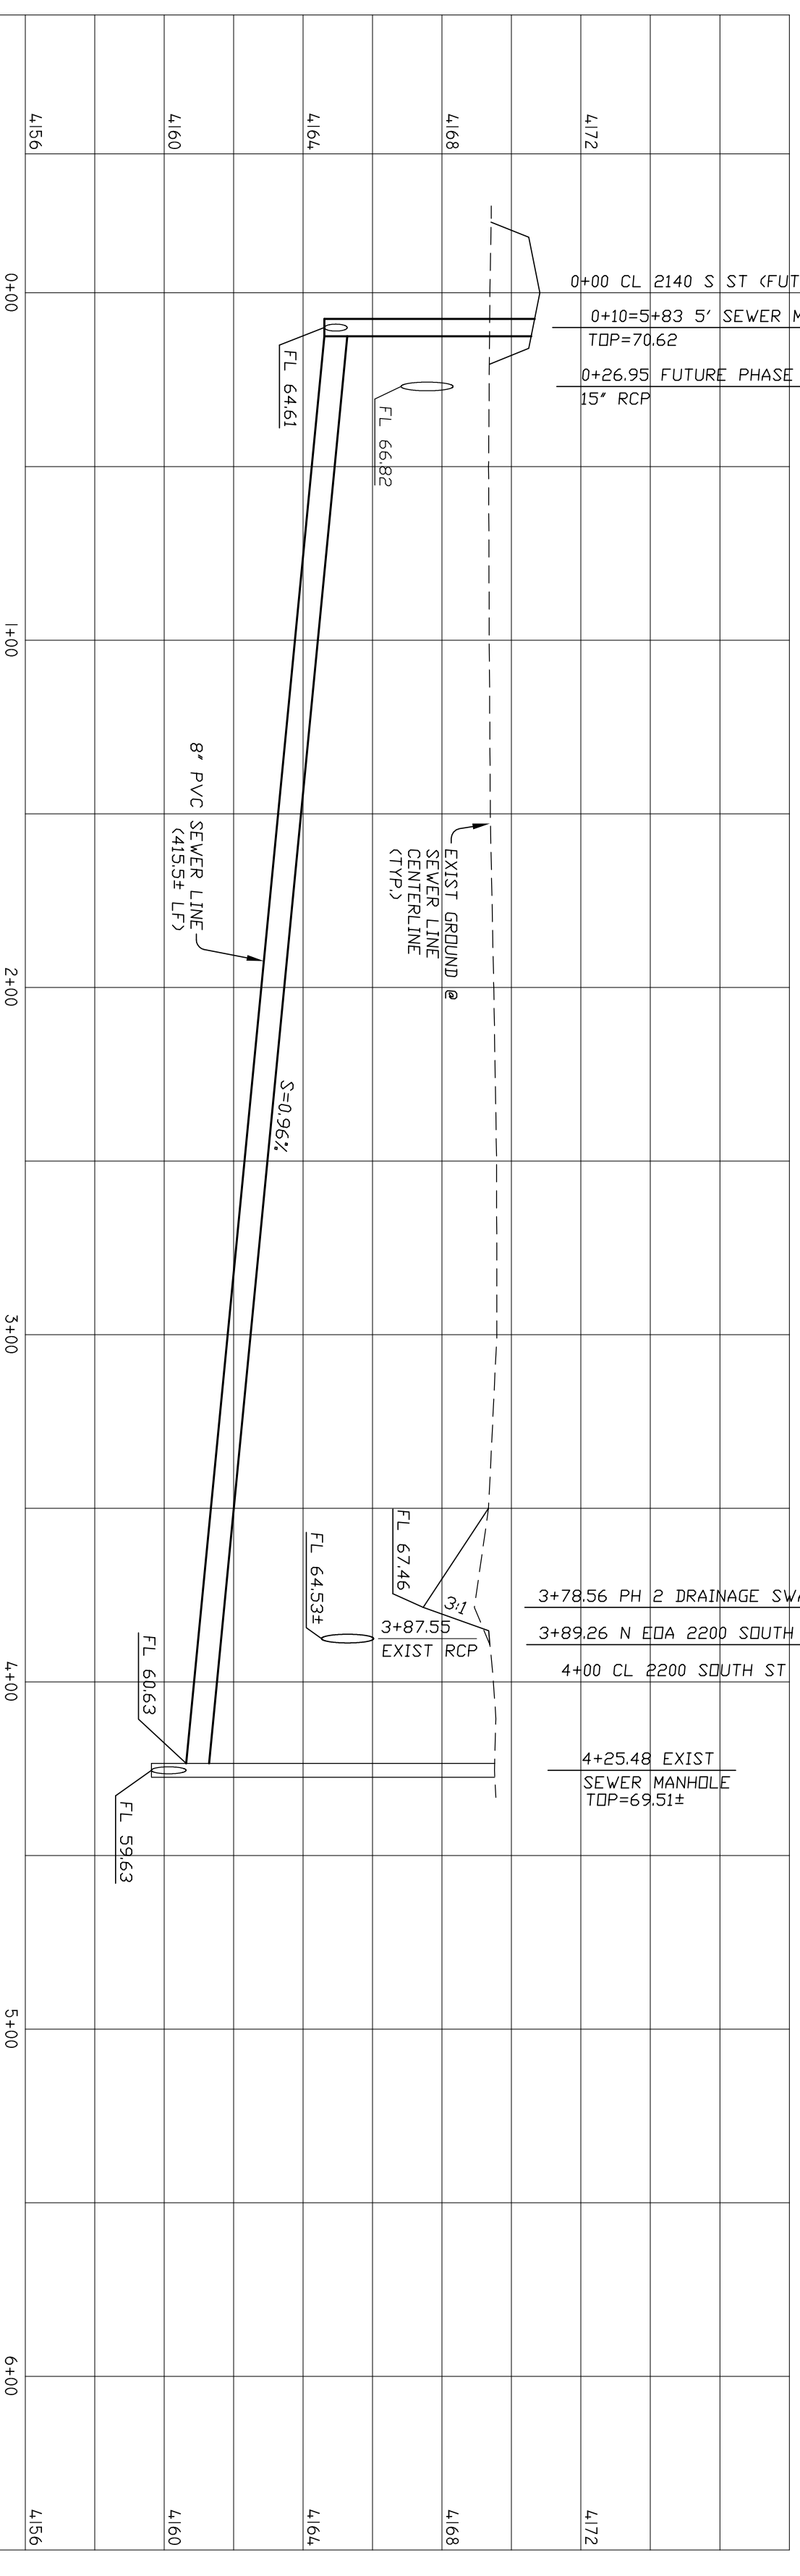 4156
4160
4164
4168
4172
0+00
0+00 CL 2140 S ST (FUT
0+10=5+83 5' SEWER M
TOP=70.62
0+26.95 FUTURE PHASE
15" RCP
FL 64.61
FL 66.82
1+00
8" PVC SEWER LINE
(415.5± LF)
EXIST GROUND @
SEWER LINE
CENTERLINE
(TYP.)
2+00
S=0.96%
3+00
FL 67.46
FL 64.53±
3:1
3+78.56 PH 2 DRAINAGE SWA
3+87.55
EXIST RCP
3+89.26 N EOA 2200 SOUTH
4+00 CL 2200 SOUTH ST
4+00
FL 60.63
4+25.48 EXIST
SEWER MANHOLE
TOP=69.51±
FL 59.63
5+00
6+00
4156
4160
4164
4168
4172